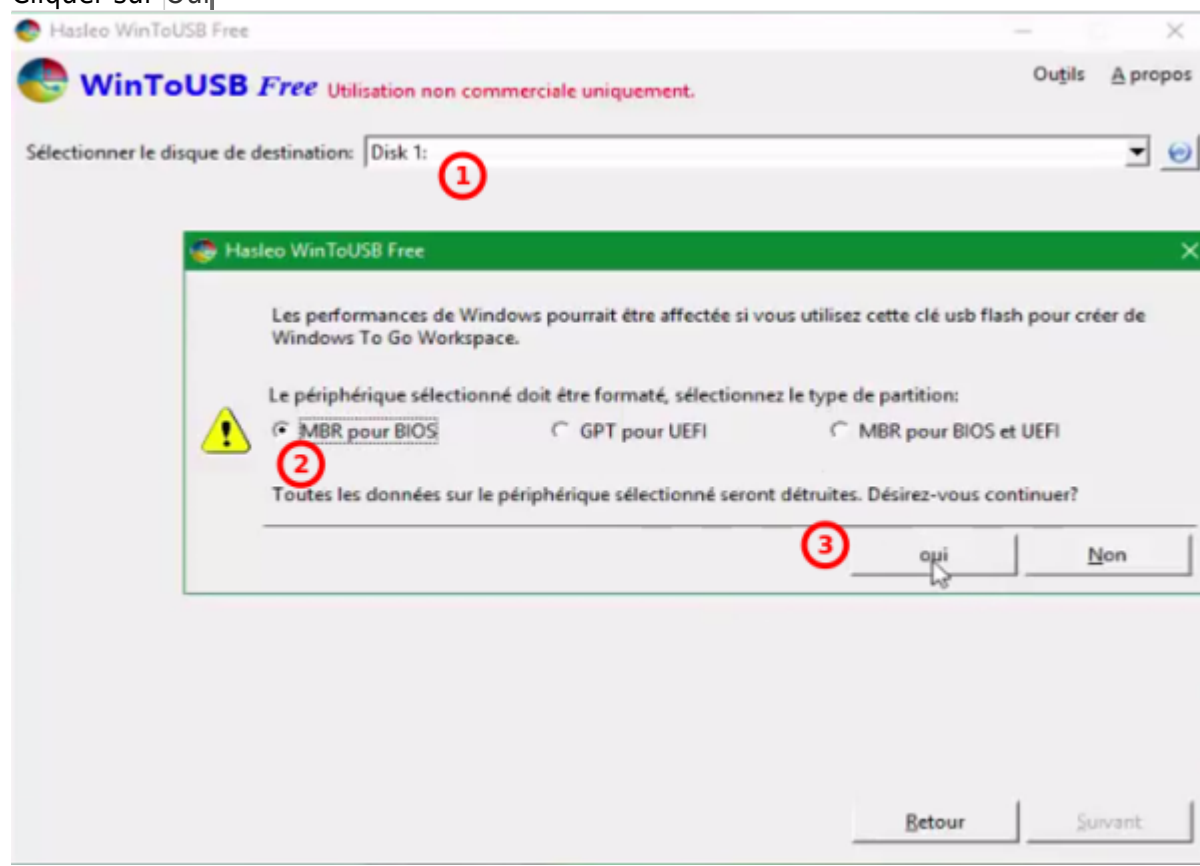 Cliquer sur Oui
Hasleo WinToUSB Free
WinToUSB Free Utilisation non commerciale uniquement.
Outils A propos
Sélectionner le disque de destination: Disk 1:
1
Hasleo WinToUSB Free
Les performances de Windows pourrait être affectée si vous utilisez cette clé usb flash pour créer de
Windows To Go Workspace.
Le périphérique sélectionné doit être formaté, sélectionnez le type de partition:
MBR pour BIOS GPT pour UEFI MBR pour BIOS et UEFI
2
Toutes les données sur le périphérique sélectionné seront détruites. Désirez-vous continuer?
3
oui Non
Retour Suivant